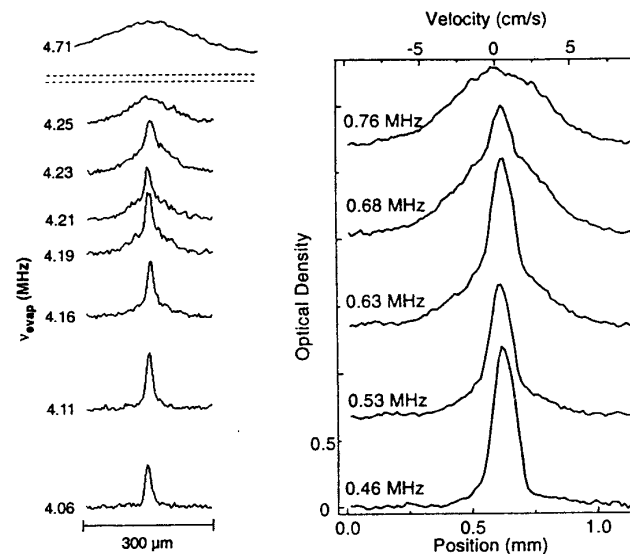 4.71
4.25
4.23
4.21
4.19
4.16
4.11
4.06
νevap (MHz)
300 µm
Velocity (cm/s)
-5 0 5
0.76 MHz
0.68 MHz
0.63 MHz
0.53 MHz
0.46 MHz
Optical Density
0.5
0
0.0 0.5 1.0
Position (mm)